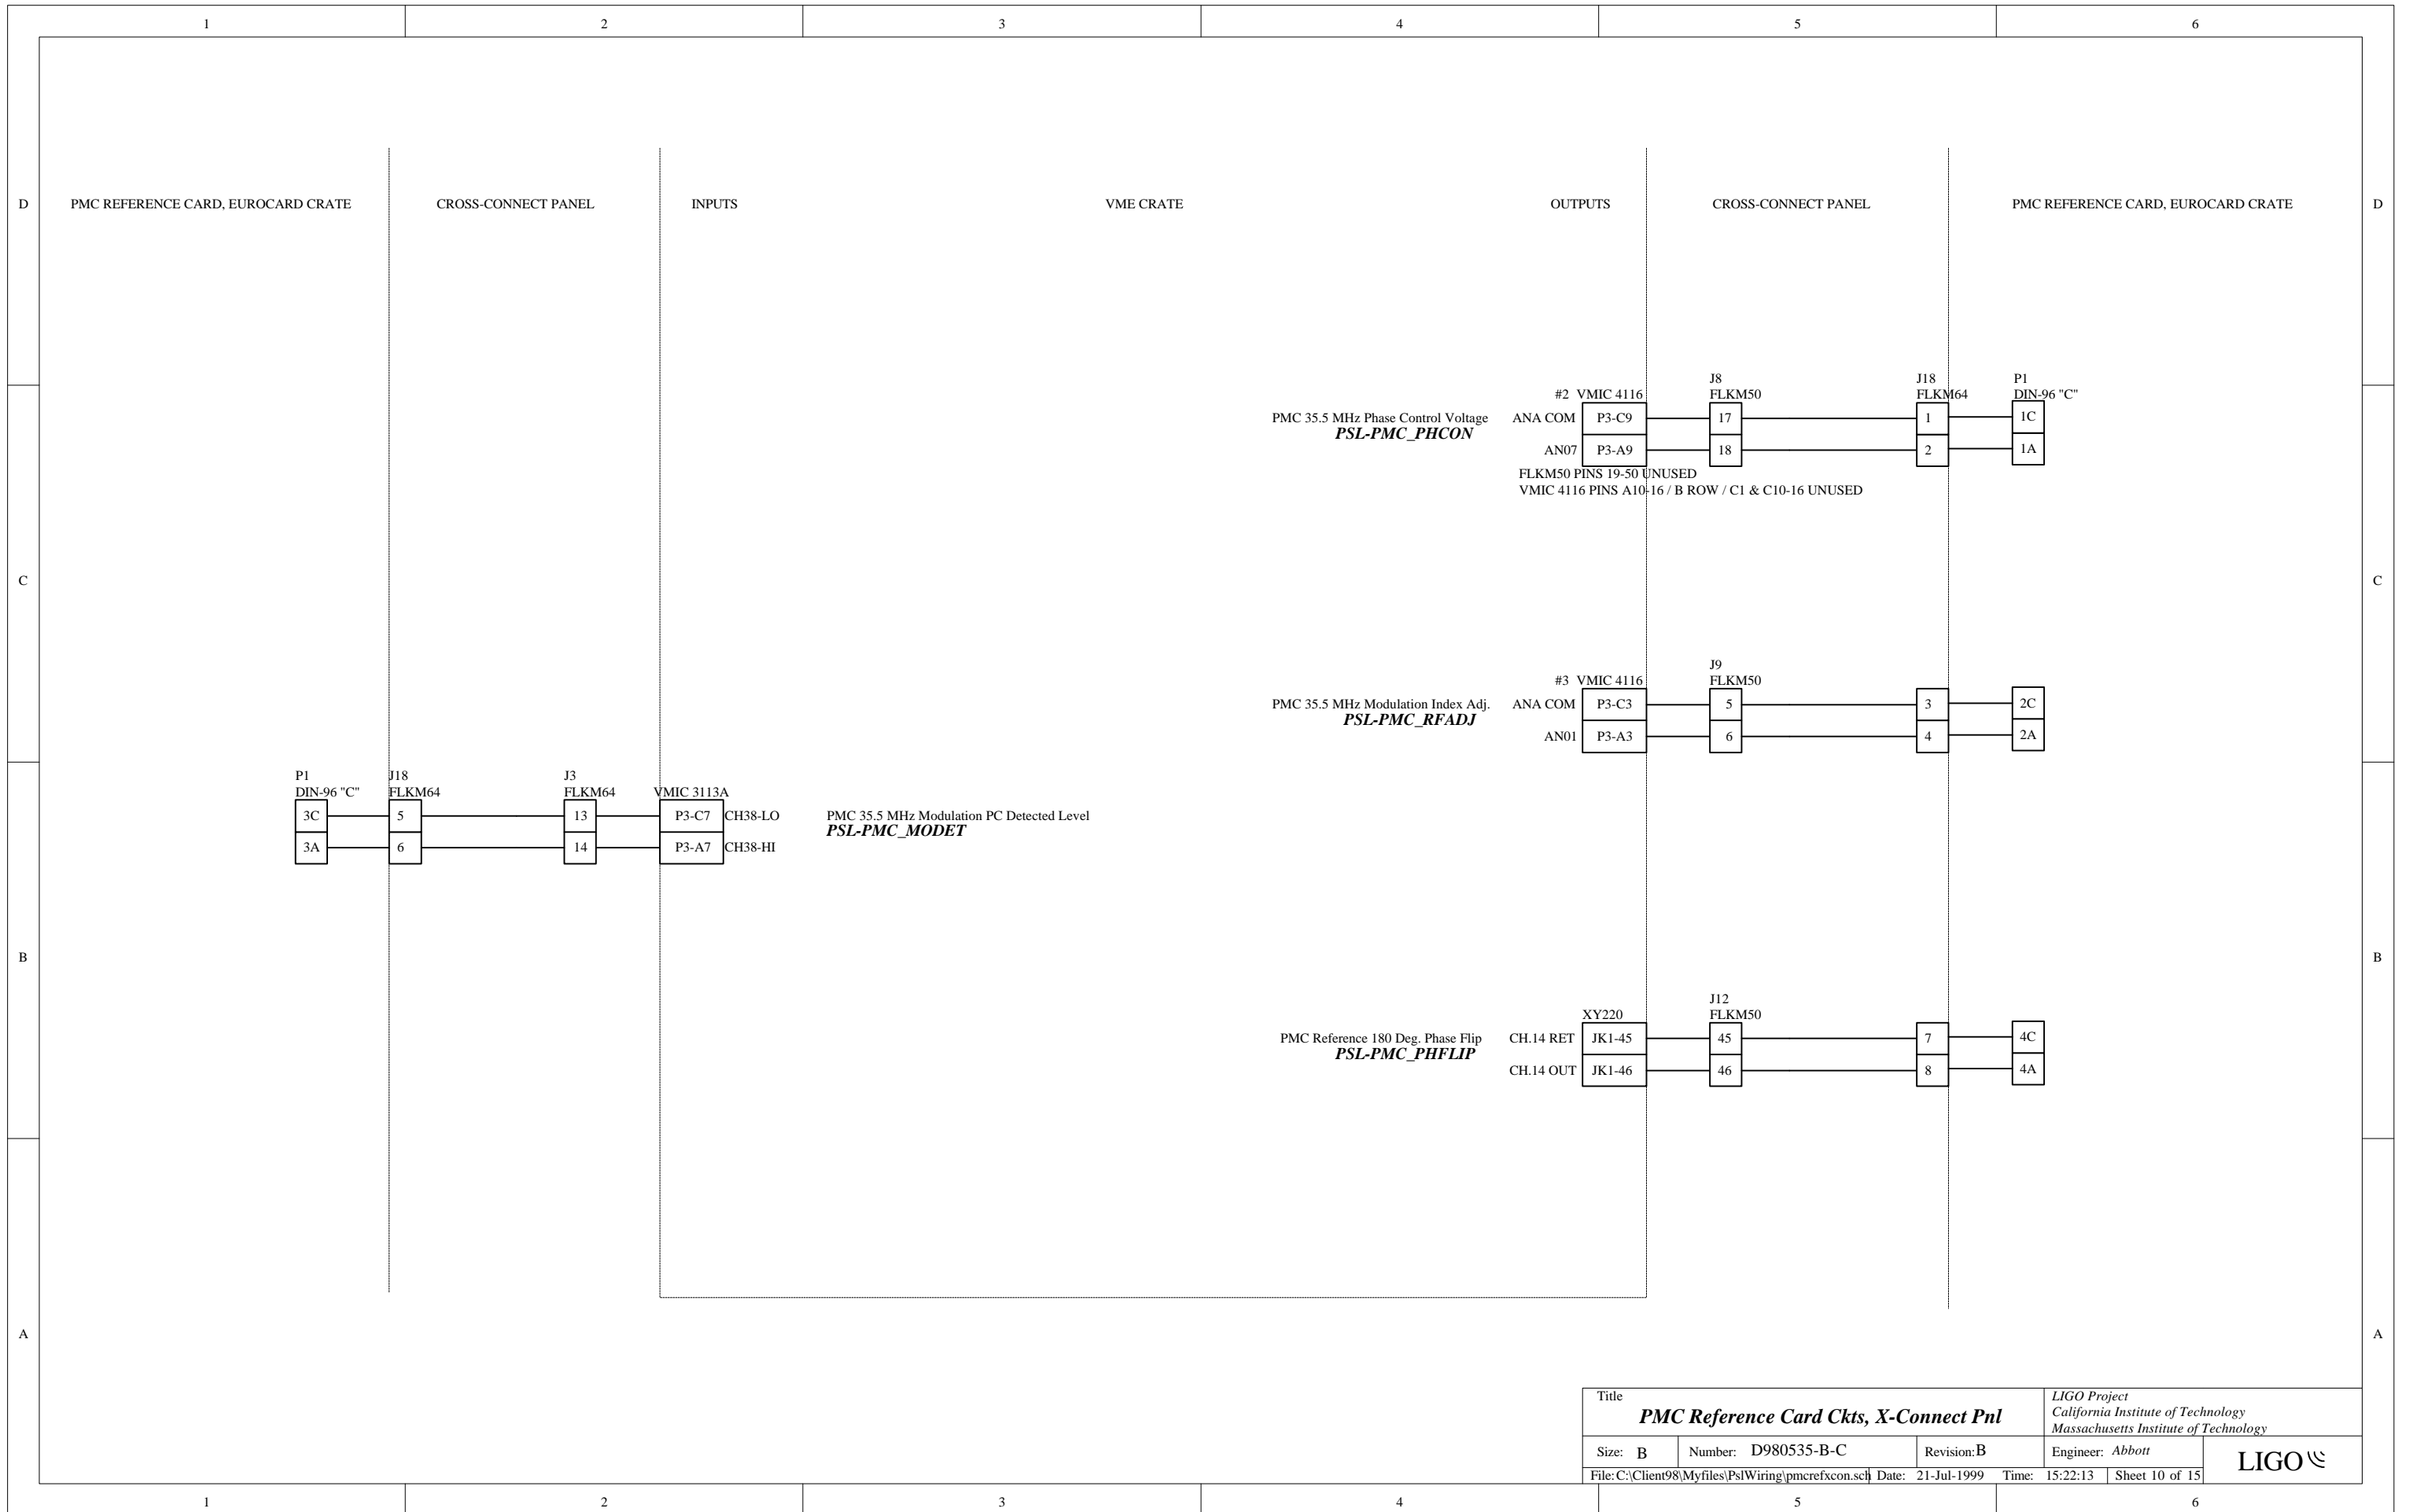 1 2 3 4 5 6
D PMC REFERENCE CARD, EUROCARD CRATE CROSS-CONNECT PANEL INPUTS VME CRATE OUTPUTS CROSS-CONNECT PANEL PMC REFERENCE CARD, EUROCARD CRATE D
J8 J18 P1
#2 VMIC 4116 FLKM50 FLKM64 DIN-96 "C"
PMC 35.5 MHz Phase Control Voltage ANA COM P3-C9 17 1 1C
PSL-PMC_PHCON
AN07 P3-A9 18 2 1A
FLKM50 PINS 19-50 UNUSED
VMIC 4116 PINS A10-16 / B ROW / C1 & C10-16 UNUSED
C C
J9
#3 VMIC 4116 FLKM50
PMC 35.5 MHz Modulation Index Adj. ANA COM P3-C3 5 3 2C
PSL-PMC_RFADJ
AN01 P3-A3 6 4 2A
P1 J18 J3
DIN-96 "C" FLKM64 FLKM64 VMIC 3113A
3C 5 13 P3-C7 CH38-LO PMC 35.5 MHz Modulation PC Detected Level
PSL-PMC_MODET
3A 6 14 P3-A7 CH38-HI
B B
J12
XY220 FLKM50
PMC Reference 180 Deg. Phase Flip CH.14 RET JK1-45 45 7 4C
PSL-PMC_PHFLIP
CH.14 OUT JK1-46 46 8 4A
A A
Title
PMC Reference Card Ckts, X-Connect Pnl
LIGO Project
California Institute of Technology
Massachusetts Institute of Technology
Size: B Number: D980535-B-C Revision: B Engineer: Abbott
LIGO
File: C:\Client98\Myfiles\PslWiring\pmcrefxcon.sch Date: 21-Jul-1999 Time: 15:22:13 Sheet 10 of 15
1 2 3 4 5 6